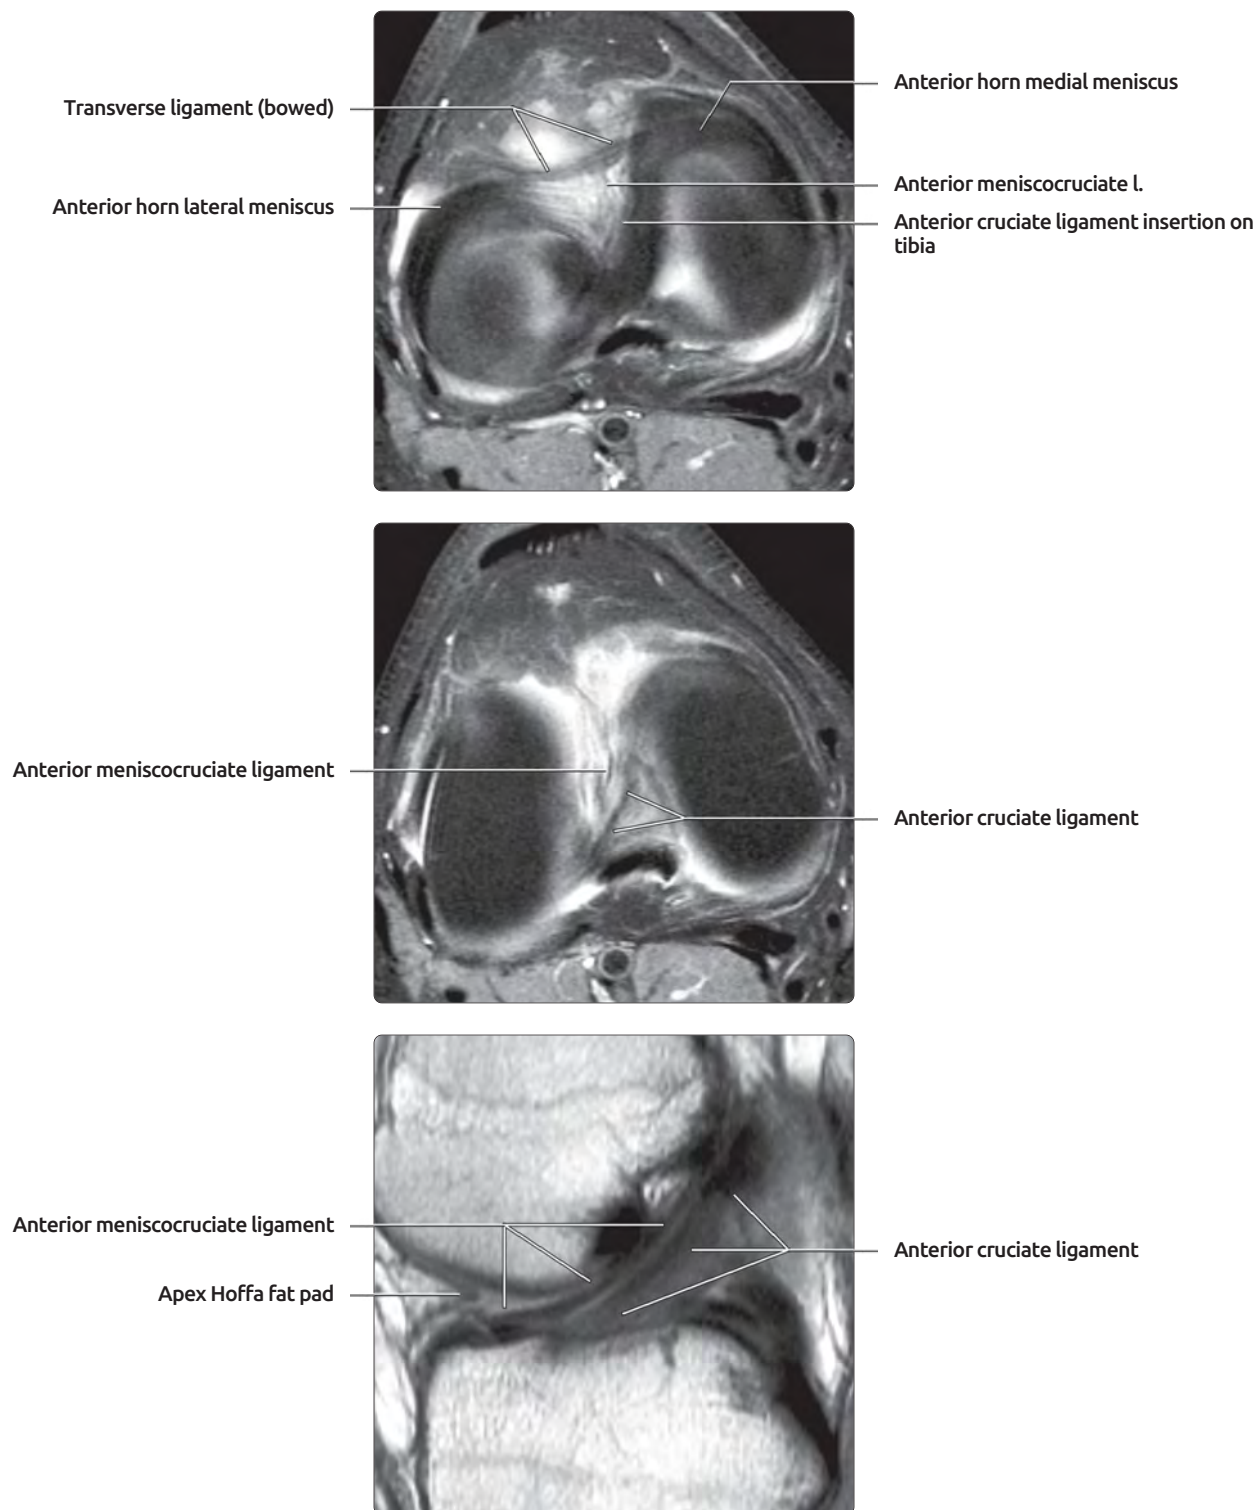 Transverse ligament (bowed)
Anterior horn lateral meniscus
Anterior horn medial meniscus
Anterior meniscocruciate l.
Anterior cruciate ligament insertion on
tibia
Anterior meniscocruciate ligament
Anterior cruciate ligament
Anterior meniscocruciate ligament
Apex Hoffa fat pad
Anterior cruciate ligament